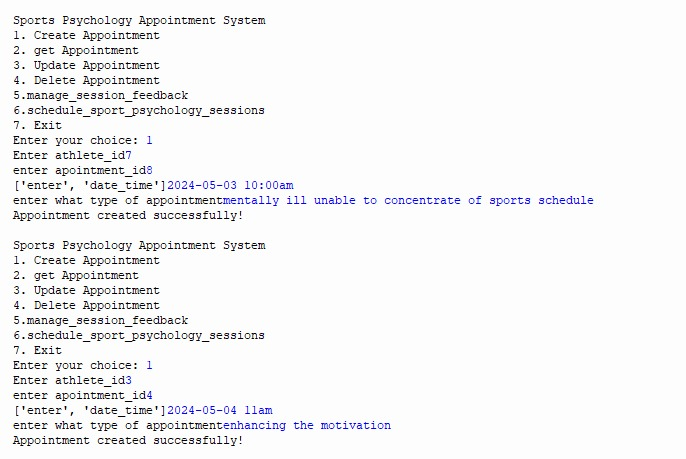 Sports Psychology Appointment System
1. Create Appointment
2. get Appointment
3. Update Appointment
4. Delete Appointment
5.manage_session_feedback
6.schedule_sport_psychology_sessions
7. Exit
Enter your choice: 1
Enter athlete_id7
enter apointment_id8
['enter', 'date_time']2024-05-03 10:00am
enter what type of appointmentmentally ill unable to concentrate of sports schedule
Appointment created successfully!

Sports Psychology Appointment System
1. Create Appointment
2. get Appointment
3. Update Appointment
4. Delete Appointment
5.manage_session_feedback
6.schedule_sport_psychology_sessions
7. Exit
Enter your choice: 1
Enter athlete_id3
enter apointment_id4
['enter', 'date_time']2024-05-04 11am
enter what type of appointmentenhancing the motivation
Appointment created successfully!